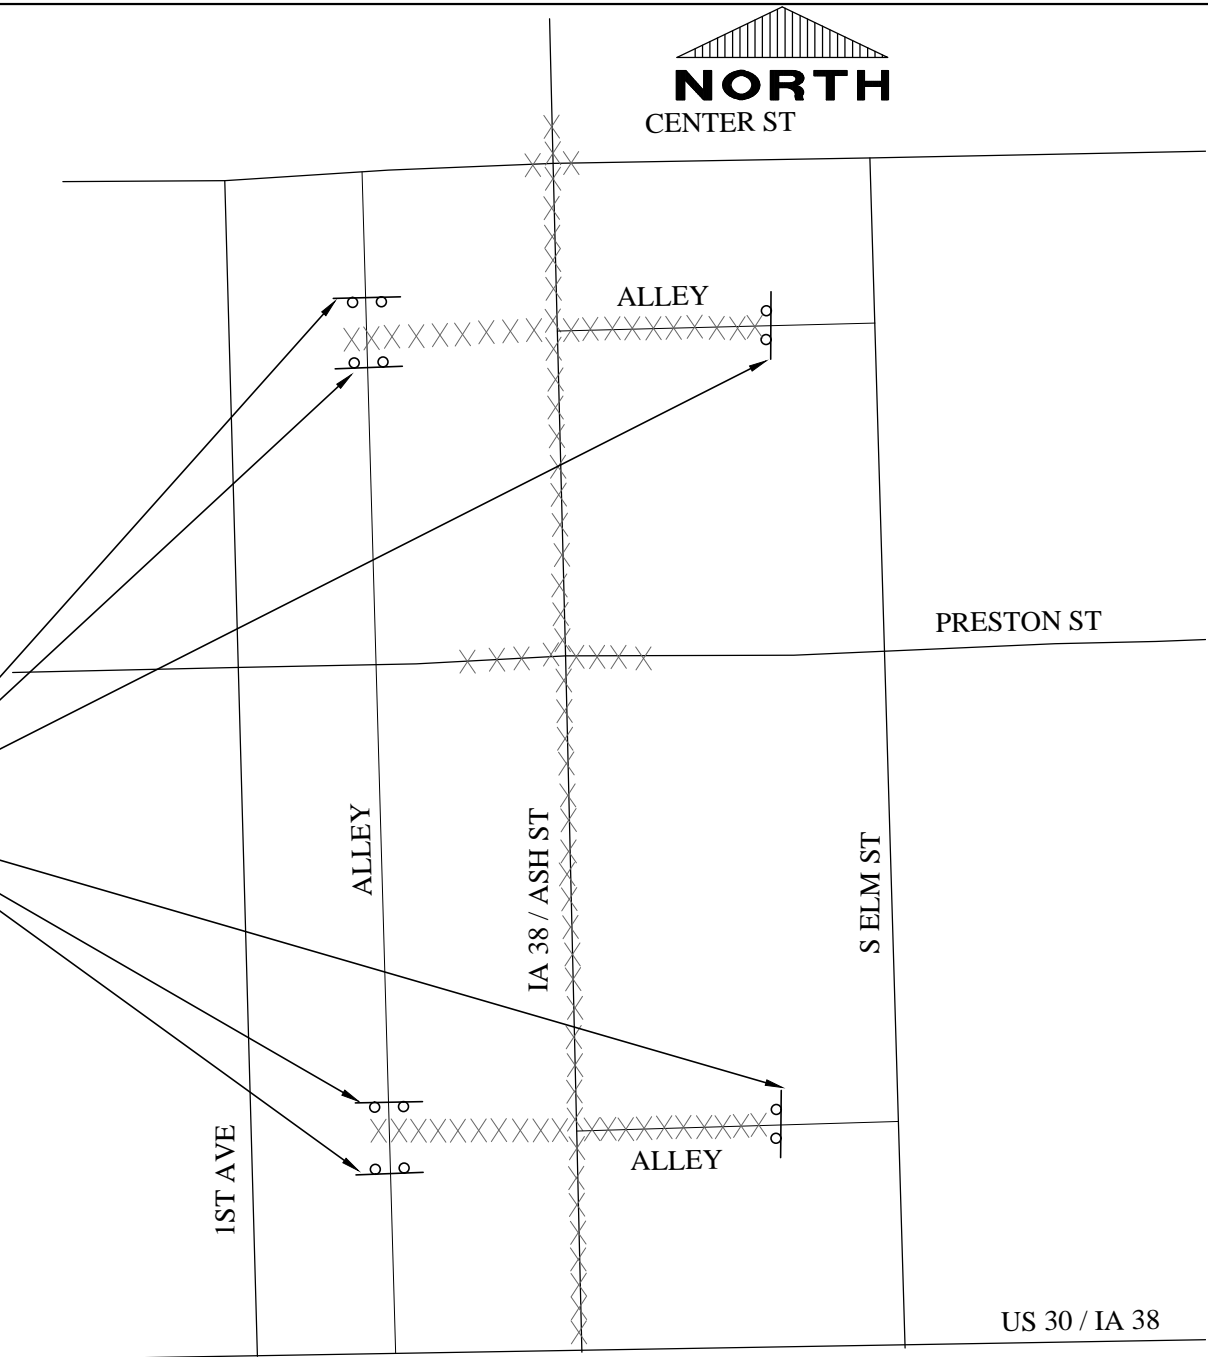 NORTH
CENTER ST
ALLEY
PRESTON ST
ALLEY
IA 38 / ASH ST
S ELM ST
1ST AVE
ALLEY
US 30 / IA 38